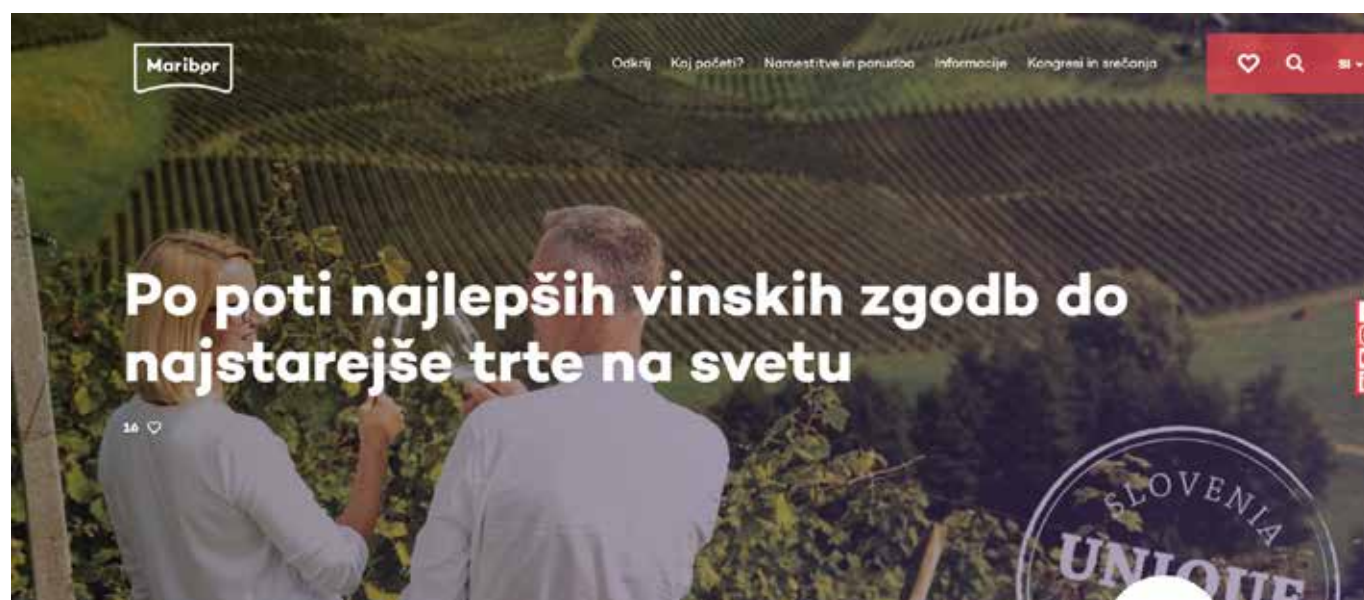 Maribor
Odkrij Kaj početi? Namestitve in ponudba Informacije Kongresi in srečanja
SI
Po poti najlepših vinskih zgodb do
najstarejše trte na svetu
16
SLOVENIA
UNIQUE